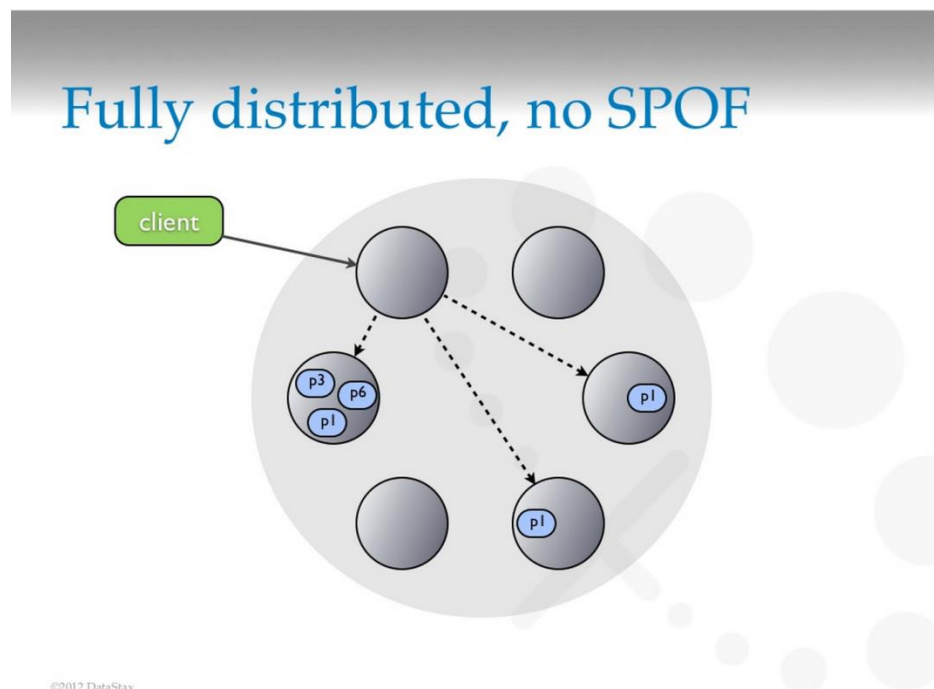 Fully distributed, no SPOF
client
p3
p6
p1
p1
p1
©2012 DataStax